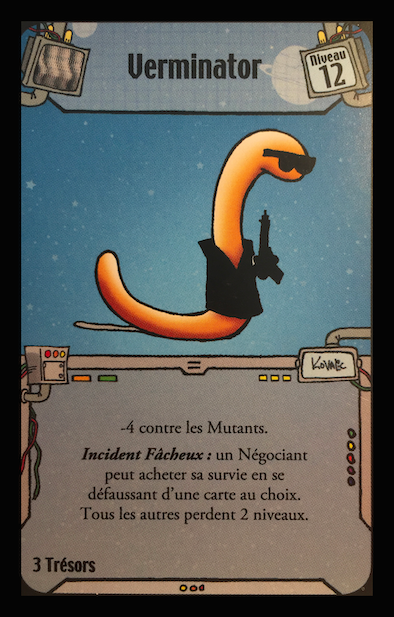 Verminator
Niveau
12
Kovalic
-4 contre les Mutants.
Incident Fâcheux : un Négociant
peut acheter sa survie en se
défaussant d'une carte au choix.
Tous les autres perdent 2 niveaux.
3 Trésors